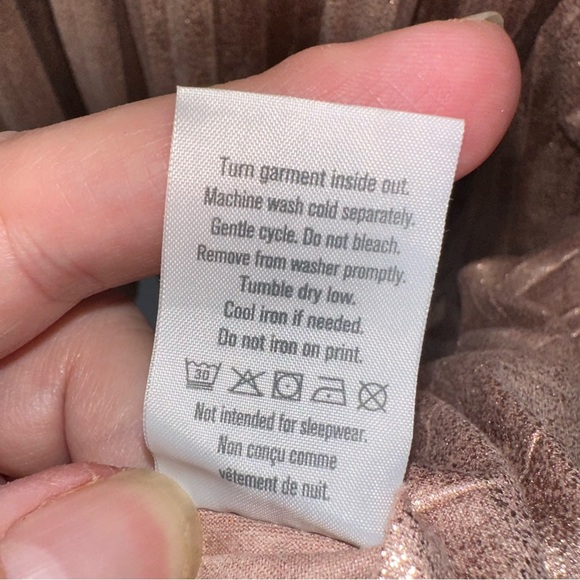 Turn garment inside out.
Machine wash cold separately.
Gentle cycle. Do not bleach.
Remove from washer promptly.
Tumble dry low.
Cool iron if needed.
Do not iron on print.
30
Not intended for sleepwear.
Non conçu comme
vêtement de nuit.